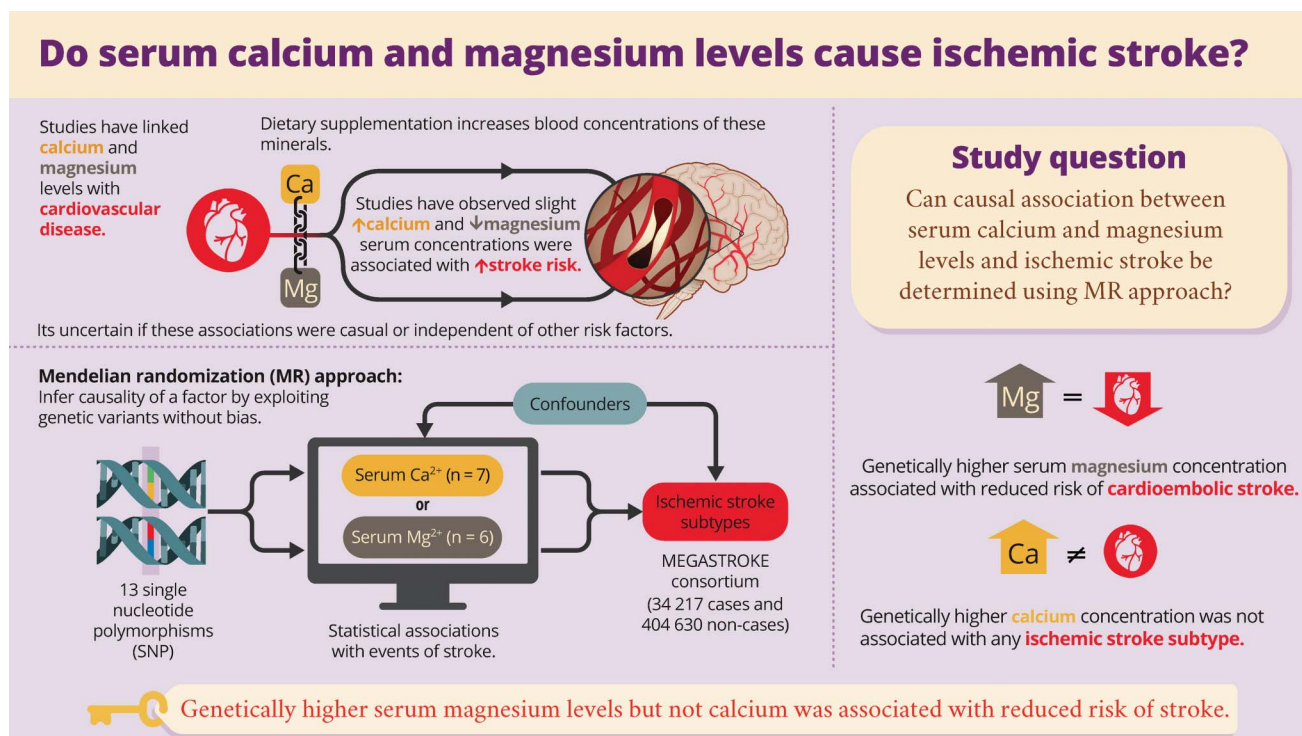 Do serum calcium and magnesium levels cause ischemic stroke?
Studies have linked
calcium and
magnesium
levels with
cardiovascular
disease.
Dietary supplementation increases blood concentrations of these
minerals.
Ca
Mg
Studies have observed slight
↑calcium and ↓magnesium
serum concentrations were
associated with ↑stroke risk.
Its uncertain if these associations were casual or independent of other risk factors.
Mendelian randomization (MR) approach:
Infer causality of a factor by exploiting
genetic variants without bias.
Confounders
Serum Ca²⁺ (n = 7)
or
Serum Mg²⁺ (n = 6)
Ischemic stroke
subtypes
13 single
nucleotide
polymorphisms
(SNP)
Statistical associations
with events of stroke.
MEGASTROKE
consortium
(34 217 cases and
404 630 non-cases)
Study question
Can causal association between
serum calcium and magnesium
levels and ischemic stroke be
determined using MR approach?
Mg =
Genetically higher serum magnesium concentration
associated with reduced risk of cardioembolic stroke.
Ca ≠
Genetically higher calcium concentration was not
associated with any ischemic stroke subtype.
Genetically higher serum magnesium levels but not calcium was associated with reduced risk of stroke.